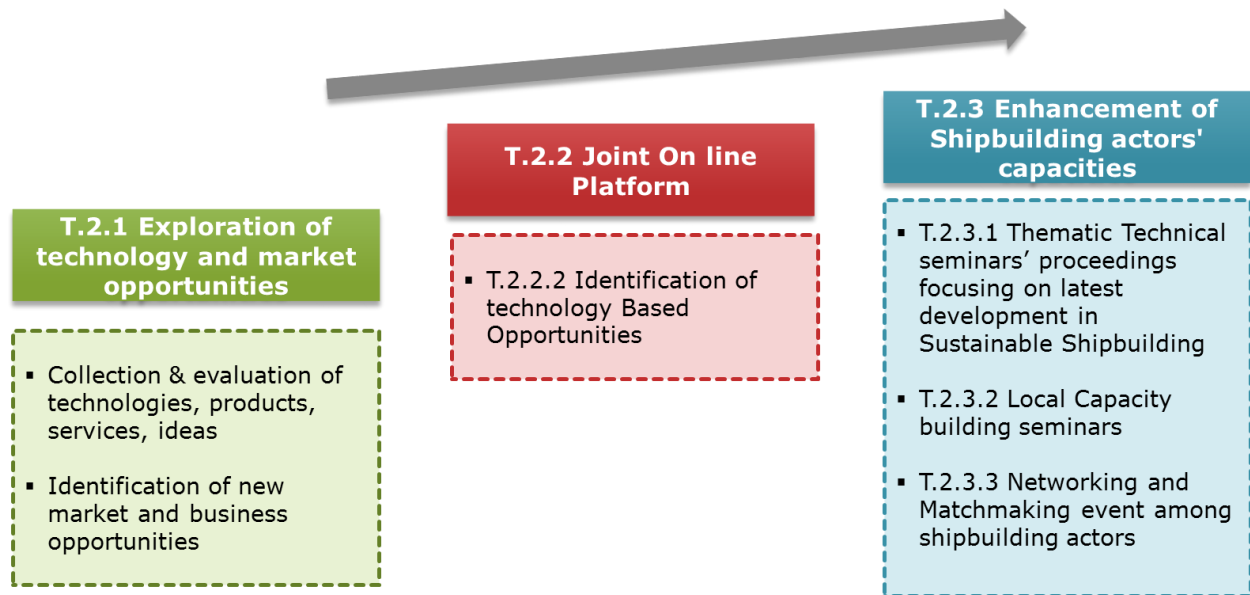 T.2.1 Exploration of
technology and market
opportunities
▪ Collection & evaluation of
technologies, products,
services, ideas
▪ Identification of new
market and business
opportunities
T.2.2 Joint On line
Platform
▪ T.2.2.2 Identification of
technology Based
Opportunities
T.2.3 Enhancement of
Shipbuilding actors'
capacities
▪ T.2.3.1 Thematic Technical
seminars’ proceedings
focusing on latest
development in
Sustainable Shipbuilding
▪ T.2.3.2 Local Capacity
building seminars
▪ T.2.3.3 Networking and
Matchmaking event among
shipbuilding actors